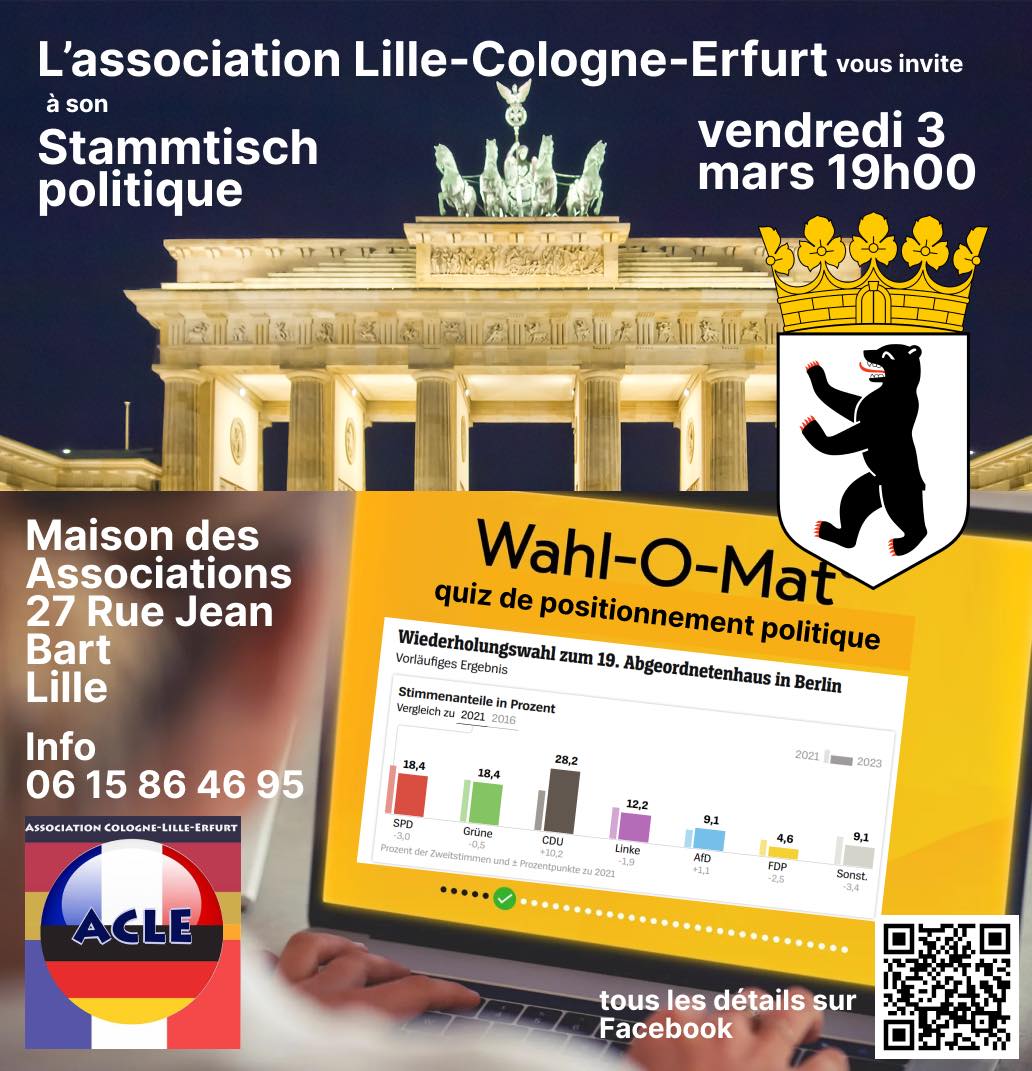 L'association Lille-Cologne-Erfurt vous invite
à son
Stammtisch
politique
vendredi 3
mars 19h00
Maison des
Associations
27 Rue Jean
Bart
Lille
Info
06 15 86 46 95
ASSOCIATION COLOGNE-LILLE-ERFURT
ACLE
Wahl-O-Mat
quiz de positionnement politique
Wiederholungswahl zum 19. Abgeordnetenhaus in Berlin
Vorläufiges Ergebnis
Stimmenanteile in Prozent
Vergleich zu 2021 2016
2021 2023
18,4 18,4 28,2 12,2 9,1 4,6 9,1
SPD Grüne CDU Linke AfD FDP Sonst.
-3,0 -0,5 +10,2 -1,9 +1,1 -2,5 -3,4
Prozent der Zweitstimmen und ± Prozentpunkte zu 2021
tous les détails sur
Facebook